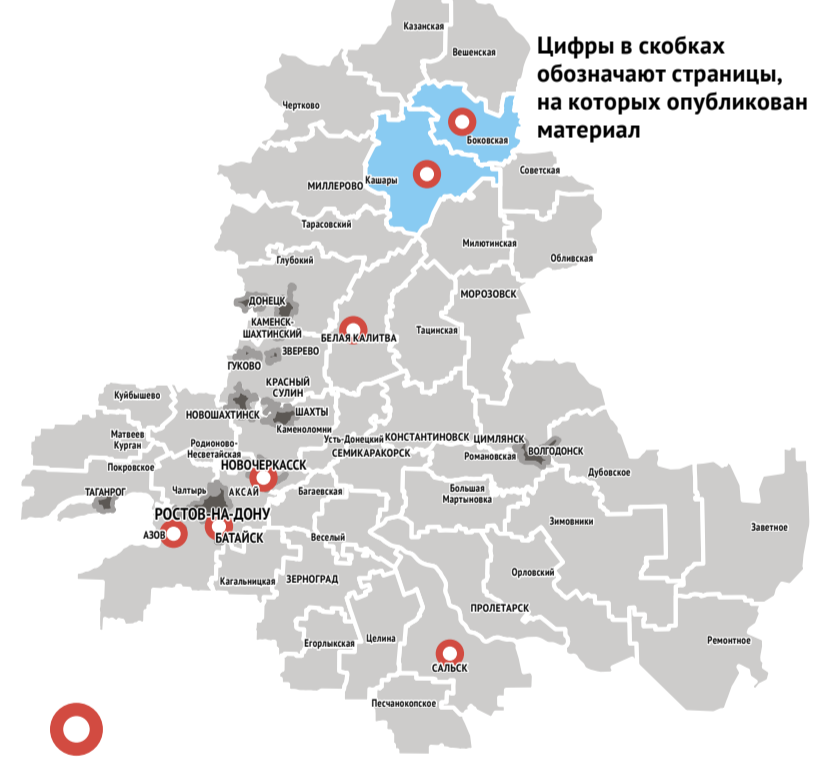 Казанская
Вешенская
Цифры в скобках
обозначают страницы,
на которых опубликован
материал
Чертково
Боковская
Советская
Кашары
МИЛЛЕРОВО
Тарасовский
Милютинская
Обливская
Глубокий
МОРОЗОВСК
ДОНЕЦК
КАМЕНСК-
ШАХТИНСКИЙ
Тацинская
БЕЛАЯ КАЛИТВА
ЗВЕРЕВО
ГУКОВО
КРАСНЫЙ
СУЛИН
Куйбышево
НОВОШАХТИНСК
ШАХТЫ
Каменоломни
Матвеев
Курган
Родионово-
Несветайская
Усть-Донецкий
КОНСТАНТИНОВСК
ЦИМЛЯНСК
СЕМИКАРАКОРСК
Романовская
ВОЛГОДОНСК
Покровское
НОВОЧЕРКАССК
Дубовское
ТАГАНРОГ
Чалтырь
АКСАЙ
Багаевская
Большая
Мартыновка
РОСТОВ-НА-ДОНУ
Зимовники
Заветное
АЗОВ
БАТАЙСК
Веселый
Кагальницкая
ЗЕРНОГРАД
Орловский
ПРОЛЕТАРСК
Егорлыкская
Целина
Ремонтное
САЛЬСК
Песчанокопское